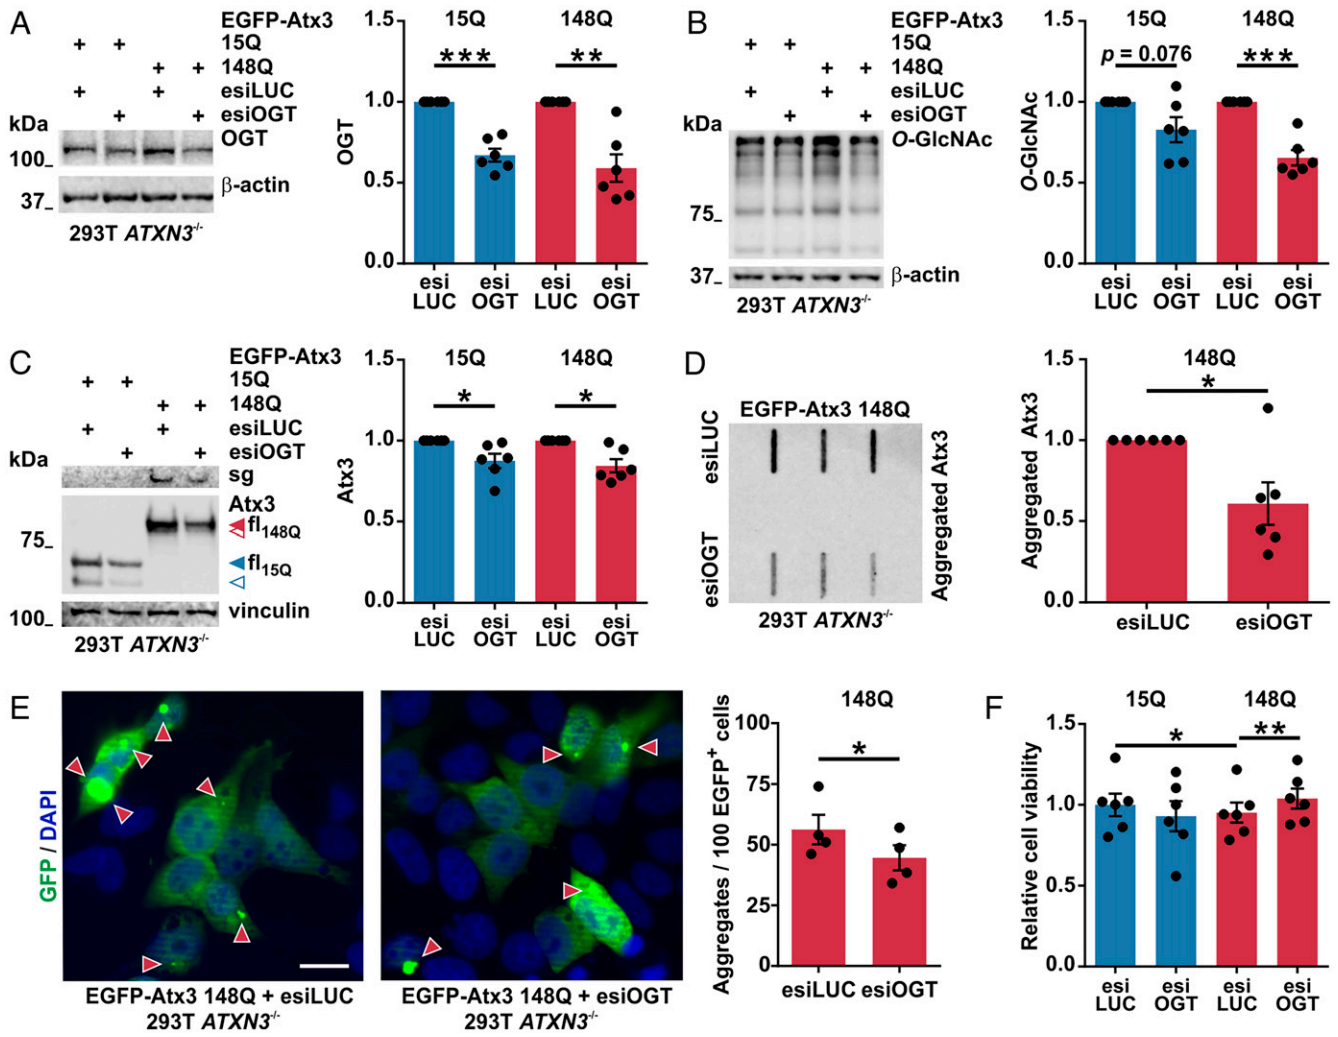 A
EGFP-Atx3
+ + 15Q
+ + 148Q
+ + esiLUC
+ + esiOGT
kDa
OGT
100_
β-actin
37_
293T ATXN3-/-
1.5
1.0
0.5
0.0
OGT
15Q 148Q
*** **
esi LUC
esi OGT
esi LUC
esi OGT
B
EGFP-Atx3
+ + 15Q
+ + 148Q
+ + esiLUC
+ + esiOGT
kDa
O-GlcNAc
75_
37_
β-actin
293T ATXN3-/-
1.5
1.0
0.5
0.0
O-GlcNAc
15Q 148Q
p = 0.076 ***
esi LUC
esi OGT
esi LUC
esi OGT
C
EGFP-Atx3
+ + 15Q
+ + 148Q
+ + esiLUC
+ + esiOGT
kDa
sg
Atx3
fl148Q
75_
fl15Q
100_
vinculin
293T ATXN3-/-
1.5
1.0
0.5
0.0
Atx3
15Q 148Q
* *
esi LUC
esi OGT
esi LUC
esi OGT
D
EGFP-Atx3 148Q
esiLUC
esiOGT
Aggregated Atx3
293T ATXN3-/-
1.5
1.0
0.5
0.0
Aggregated Atx3
148Q
*
esiLUC esiOGT
E
GFP / DAPI
EGFP-Atx3 148Q + esiLUC
293T ATXN3-/-
EGFP-Atx3 148Q + esiOGT
293T ATXN3-/-
Aggregates / 100 EGFP+ cells
100
75
50
25
0
148Q
*
esiLUC esiOGT
F
Relative cell viability
1.5
1.0
0.5
0.0
15Q 148Q
* **
esi LUC
esi OGT
esi LUC
esi OGT